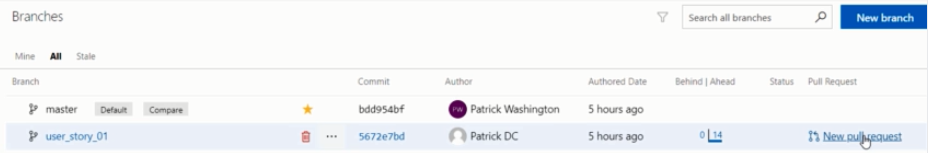 Branches
Search all branches
New branch
Mine All Stale
Branch Commit Author Authored Date Behind | Ahead Status Pull Request
master Default Compare bdd954bf PW Patrick Washington 5 hours ago
user_story_01 ... 5672e7bd Patrick DC 5 hours ago 0 14 New pull request